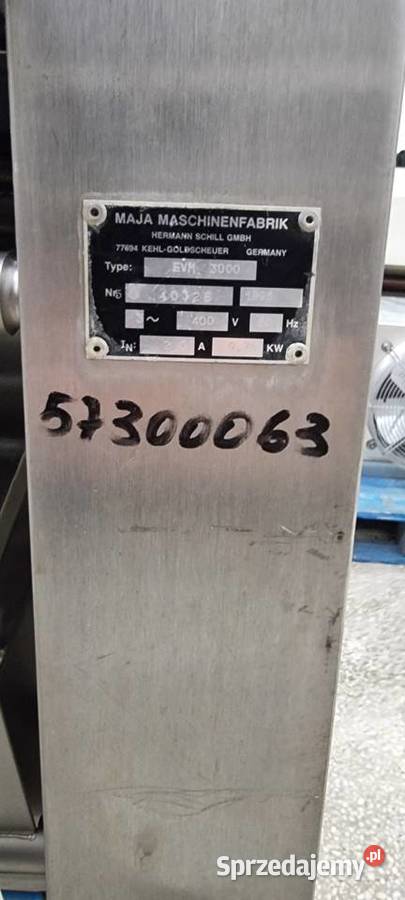 MAJA MASCHINENFABRIK
HERMANN SCHILL GMBH
77694 KEHL-GOLDSCHEUER GERMANY
Type: EVM 3000
Nr.
3 ~ 400 V Hz
IN: A KW
57300063
Sprzedajemy.pl